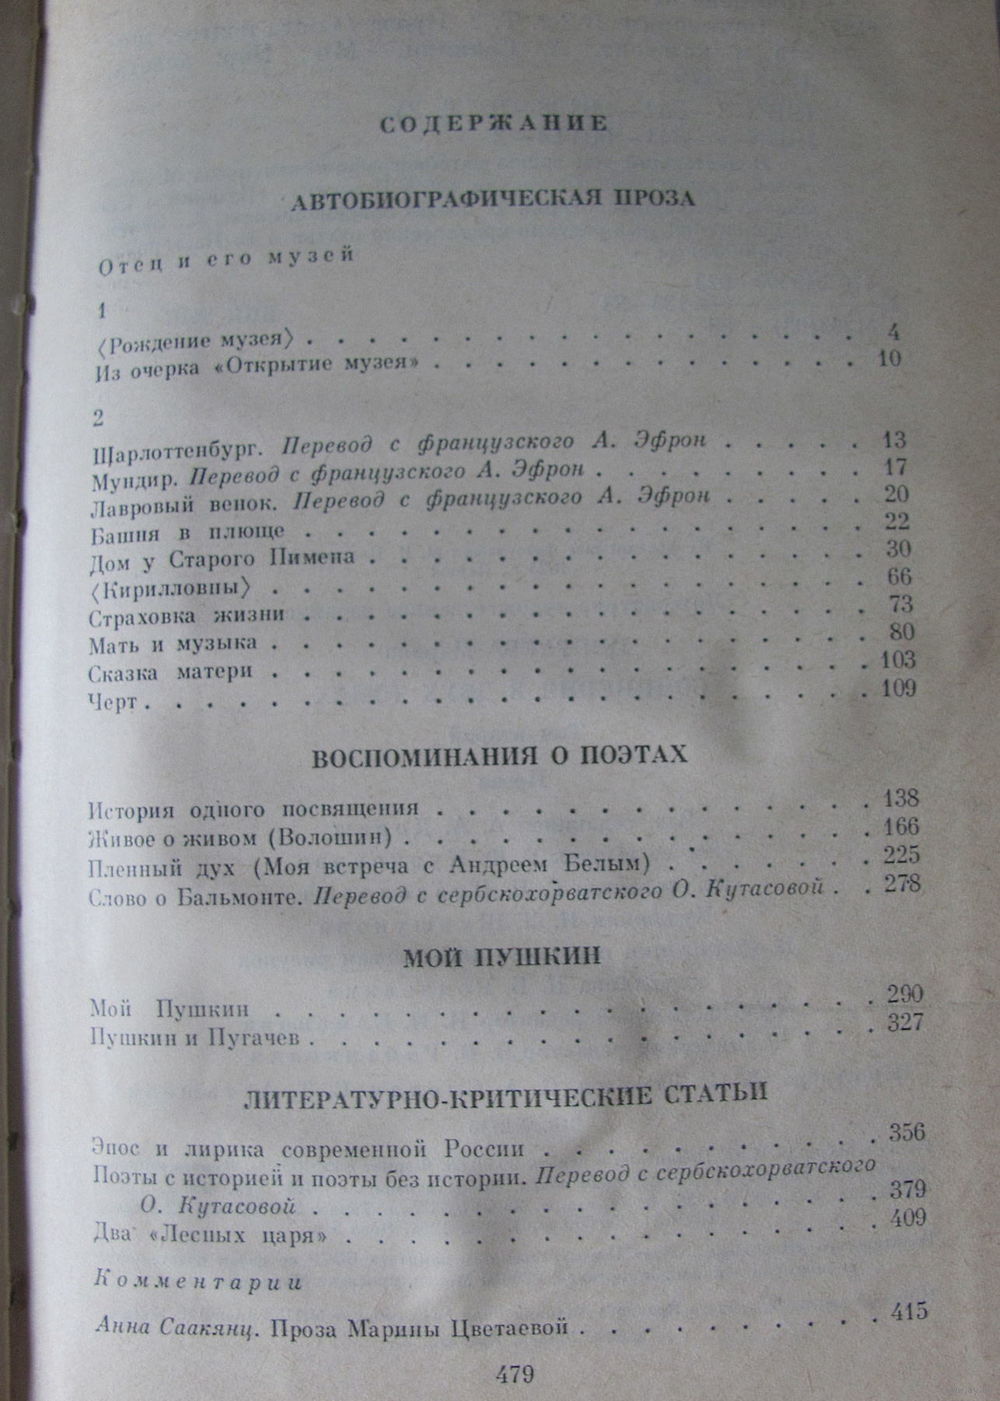 СОДЕРЖАНИЕ
АВТОБИОГРАФИЧЕСКАЯ ПРОЗА
Отец и его музей
1
〈Рождение музея〉 . . . . . . . . . . . . . . . . . . 4
Из очерка «Открытие музея» . . . . . . . . . . . . . . 10
2
Шарлоттенбург. Перевод с французского А. Эфрон . . . . . 13
Мундир. Перевод с французского А. Эфрон . . . . . . . . . 17
Лавровый венок. Перевод с французского А. Эфрон . . . . . 20
Башня в плюще . . . . . . . . . . . . . . . . . . 22
Дом у Старого Пимена . . . . . . . . . . . . . . . . 30
〈Кирилловны〉 . . . . . . . . . . . . . . . . . . . 66
Страховка жизни . . . . . . . . . . . . . . . . . . 73
Мать и музыка . . . . . . . . . . . . . . . . . . . 80
Сказка матери . . . . . . . . . . . . . . . . . . . 103
Черт . . . . . . . . . . . . . . . . . . . . . . . 109
ВОСПОМИНАНИЯ О ПОЭТАХ
История одного посвящения . . . . . . . . . . . . . . 138
Живое о живом (Волошин) . . . . . . . . . . . . . . . 166
Пленный дух (Моя встреча с Андреем Белым) . . . . . . . 225
Слово о Бальмонте. Перевод с сербскохорватского О. Кутасовой . . 278
МОЙ ПУШКИН
Мой Пушкин . . . . . . . . . . . . . . . . . . . 290
Пушкин и Пугачев . . . . . . . . . . . . . . . . . . 327
ЛИТЕРАТУРНО-КРИТИЧЕСКИЕ СТАТЬИ
Эпос и лирика современной России . . . . . . . . . . . 356
Поэты с историей и поэты без истории. Перевод с сербскохорватского
О. Кутасовой . . . . . . . . . . . . . . . . . . 379
Два «Лесных царя» . . . . . . . . . . . . . . . . . 409
Комментарии
Анна Саакянц. Проза Марины Цветаевой . . . . . . . . . . 415
479